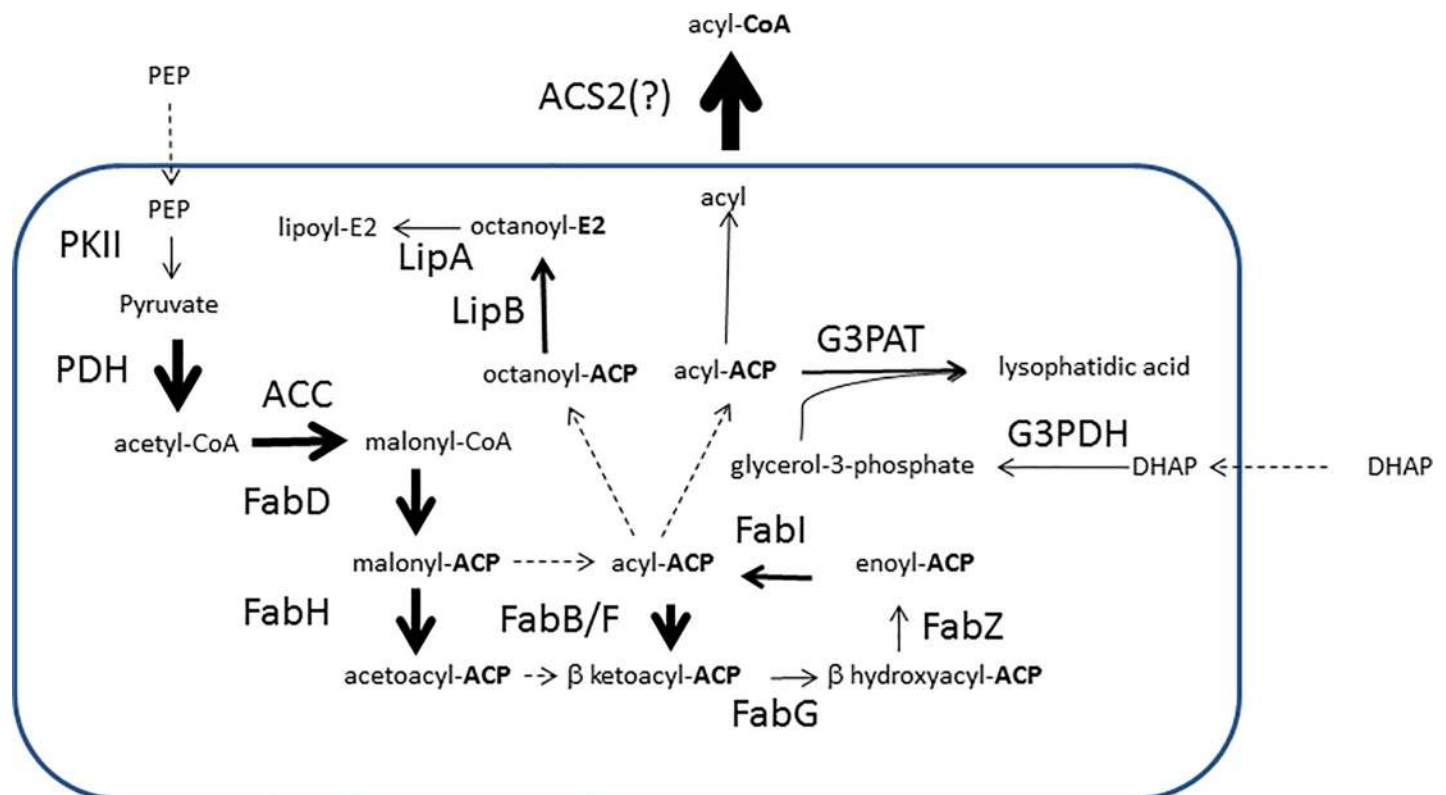 acyl-CoA
PEP
ACS2(?)
PEP
acyl
PKII
lipoyl-E2
octanoyl-E2
LipA
Pyruvate
LipB
G3PAT
PDH
octanoyl-ACP
acyl-ACP
lysophatidic acid
ACC
acetyl-CoA
malonyl-CoA
G3PDH
glycerol-3-phosphate
DHAP
DHAP
FabD
FabI
malonyl-ACP
acyl-ACP
enoyl-ACP
FabH
FabB/F
FabZ
acetoacyl-ACP
β ketoacyl-ACP
β hydroxyacyl-ACP
FabG